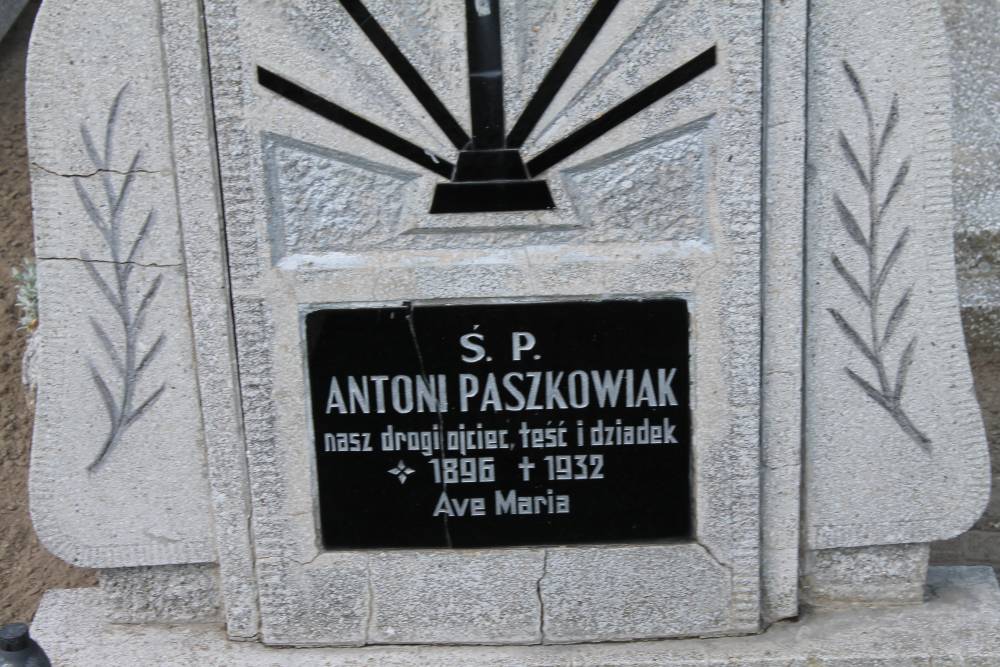 Ś. P.
ANTONI PASZKOWIAK
nasz drogi ojciec, teść i dziadek
1896 † 1932
Ave Maria